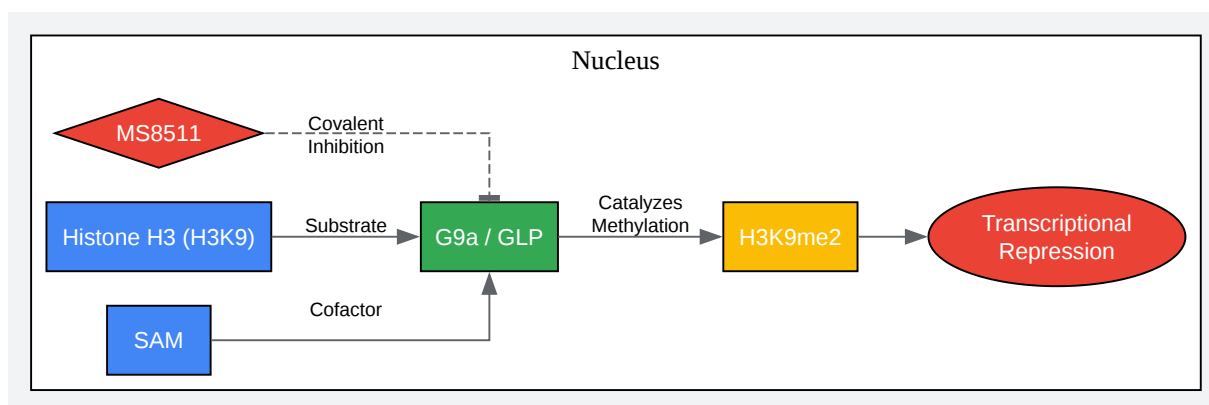 Nucleus
MS8511
Covalent
Inhibition
Histone H3 (H3K9)
Substrate
G9a / GLP
Catalyzes
Methylation
H3K9me2
Transcriptional
Repression
Cofactor
SAM